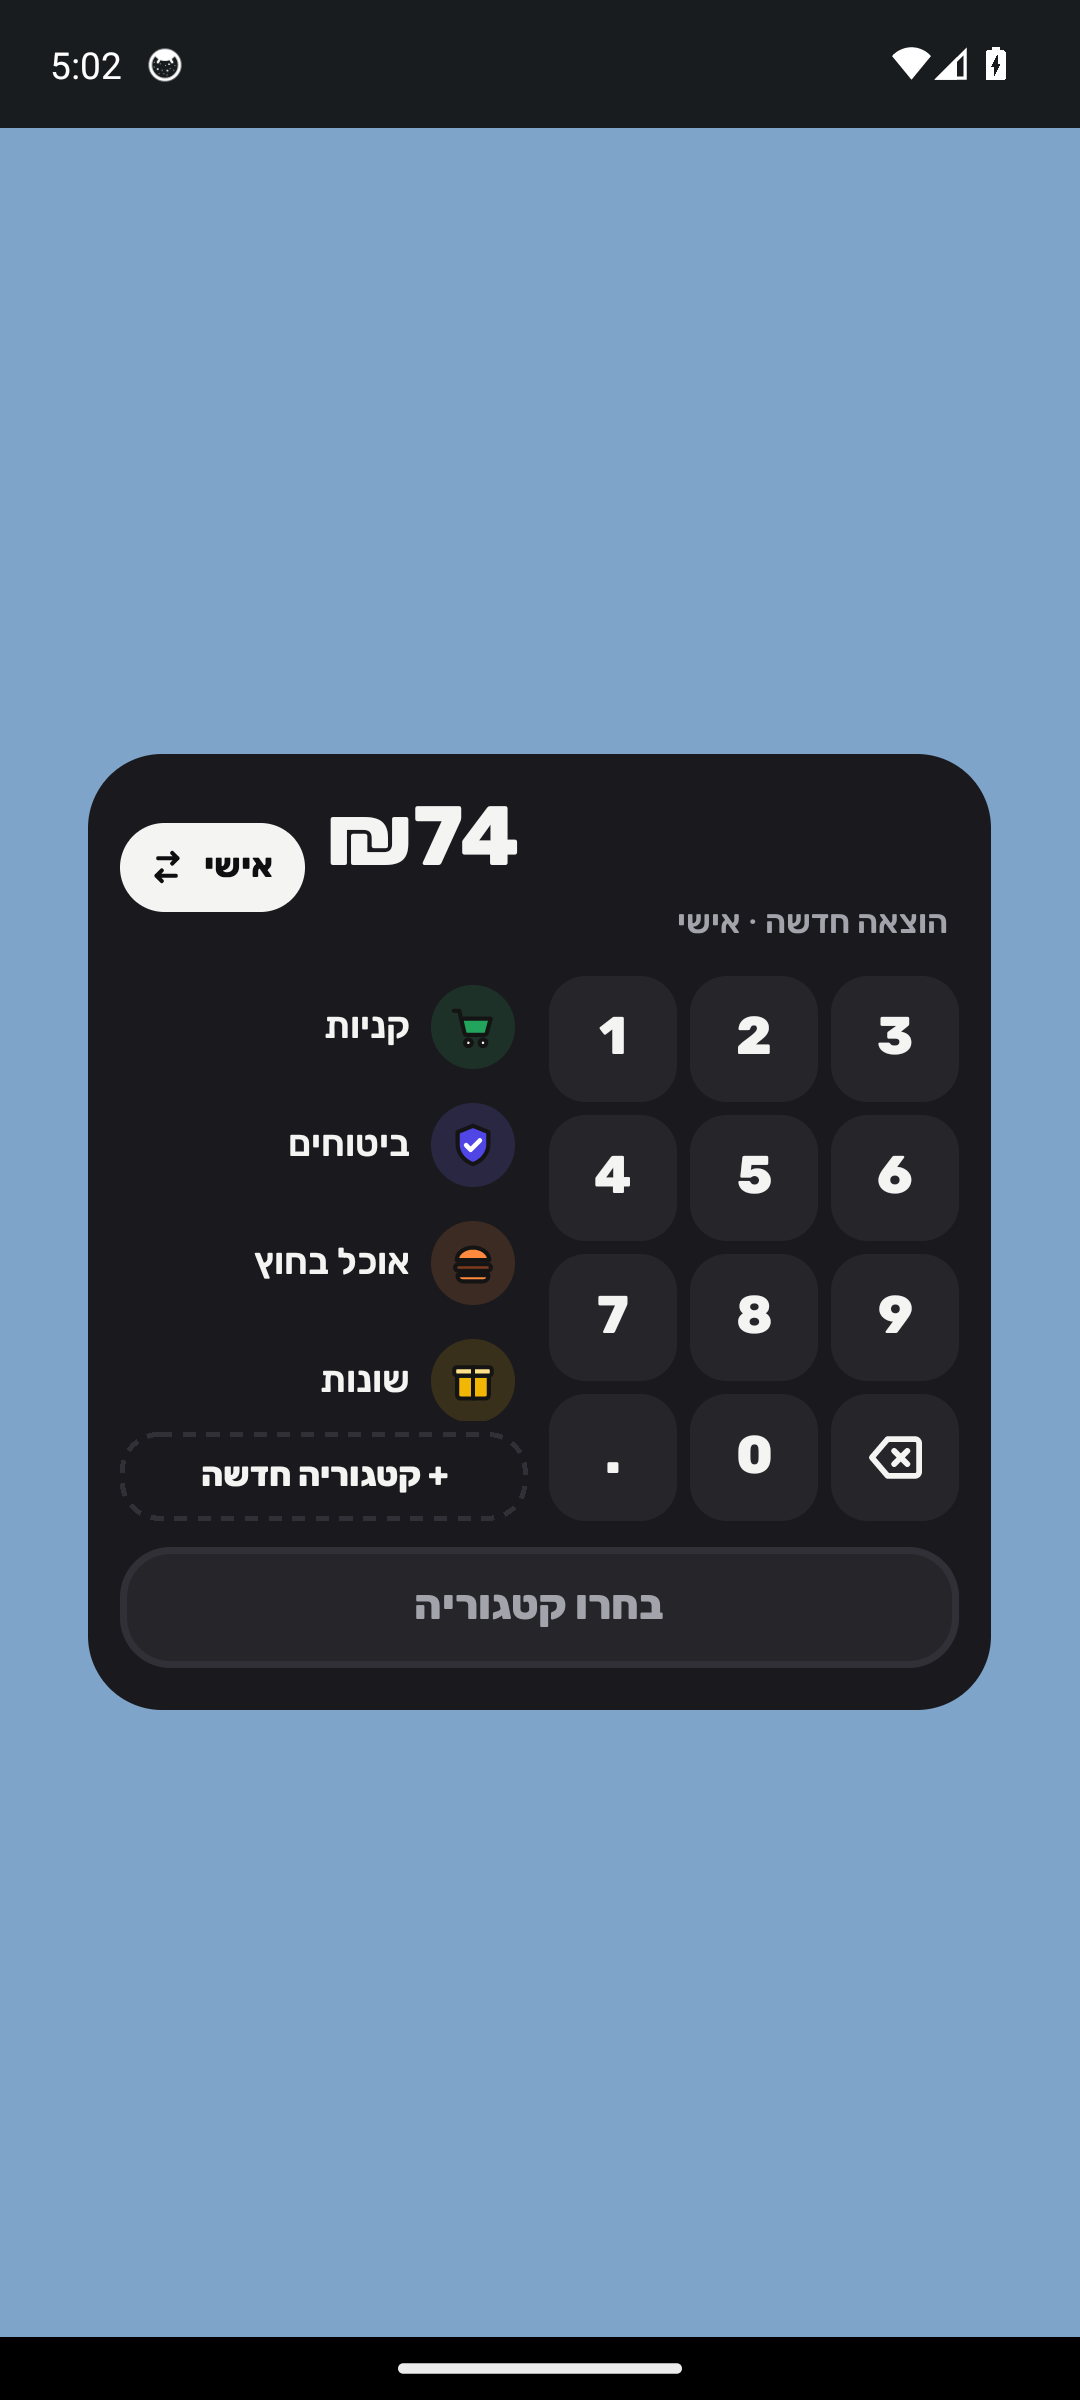 5:02
₪74
אישי
הוצאה חדשה · אישי
1 2 3
4 5 6
7 8 9
. 0
קניות
ביטוחים
אוכל בחוץ
שונות
+ קטגוריה חדשה
בחרו קטגוריה